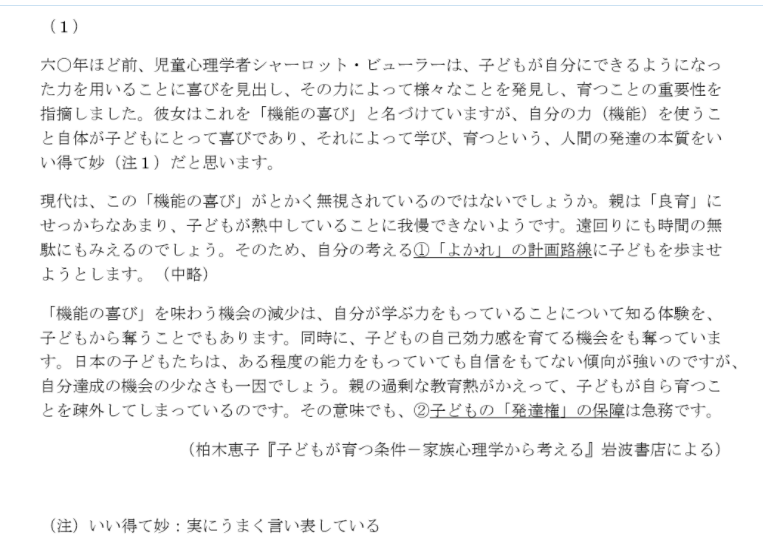 （１）
六〇年ほど前、児童心理学者シャーロット・ビューラーは、子どもが自分にできるようになっ
た力を用いることに喜びを見出し、その力によって様々なことを発見し、育つことの重要性を
指摘しました。彼女はこれを「機能の喜び」と名づけていますが、自分の力（機能）を使うこ
と自体が子どもにとって喜びであり、それによって学び、育つという、人間の発達の本質をい
い得て妙（注１）だと思います。
現代は、この「機能の喜び」がとかく無視されているのではないでしょうか。親は「良育」に
せっかちなあまり、子どもが熱中していることに我慢できないようです。遠回りにも時間の無
駄にもみえるのでしょう。そのため、自分の考える①「よかれ」の計画路線に子どもを歩ませ
ようとします。（中略）
「機能の喜び」を味わう機会の減少は、自分が学ぶ力をもっていることについて知る体験を、
子どもから奪うことでもあります。同時に、子どもの自己効力感を育てる機会をも奪っていま
す。日本の子どもたちは、ある程度の能力をもっていても自信をもてない傾向が強いのですが、
自分達成の機会の少なさも一因でしょう。親の過剰な教育熱がかえって、子どもが自ら育つこ
とを疎外してしまっているのです。その意味でも、②子どもの「発達権」の保障は急務です。
（柏木恵子『子どもが育つ条件－家族心理学から考える』岩波書店による）
（注）いい得て妙：実にうまく言い表している